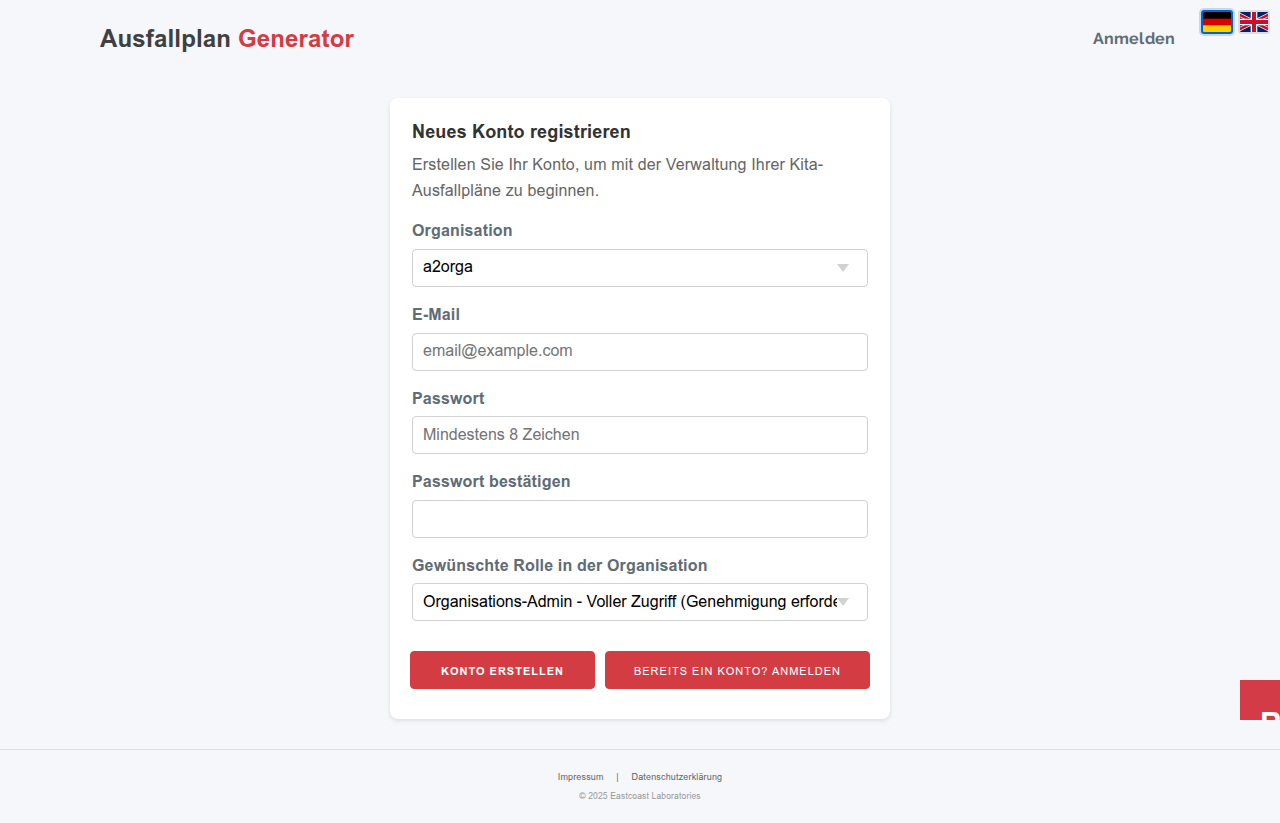 Ausfallplan Generator
Anmelden
Neues Konto registrieren
Erstellen Sie Ihr Konto, um mit der Verwaltung Ihrer Kita-
Ausfallpläne zu beginnen.
Organisation
a2orga
E-Mail
email@example.com
Passwort
Mindestens 8 Zeichen
Passwort bestätigen
Gewünschte Rolle in der Organisation
Organisations-Admin - Voller Zugriff (Genehmigung
KONTO ERSTELLEN
BEREITS EIN KONTO? ANMELDEN
Impressum | Datenschutzerklärung
© 2025 Eastcoast Laboratories